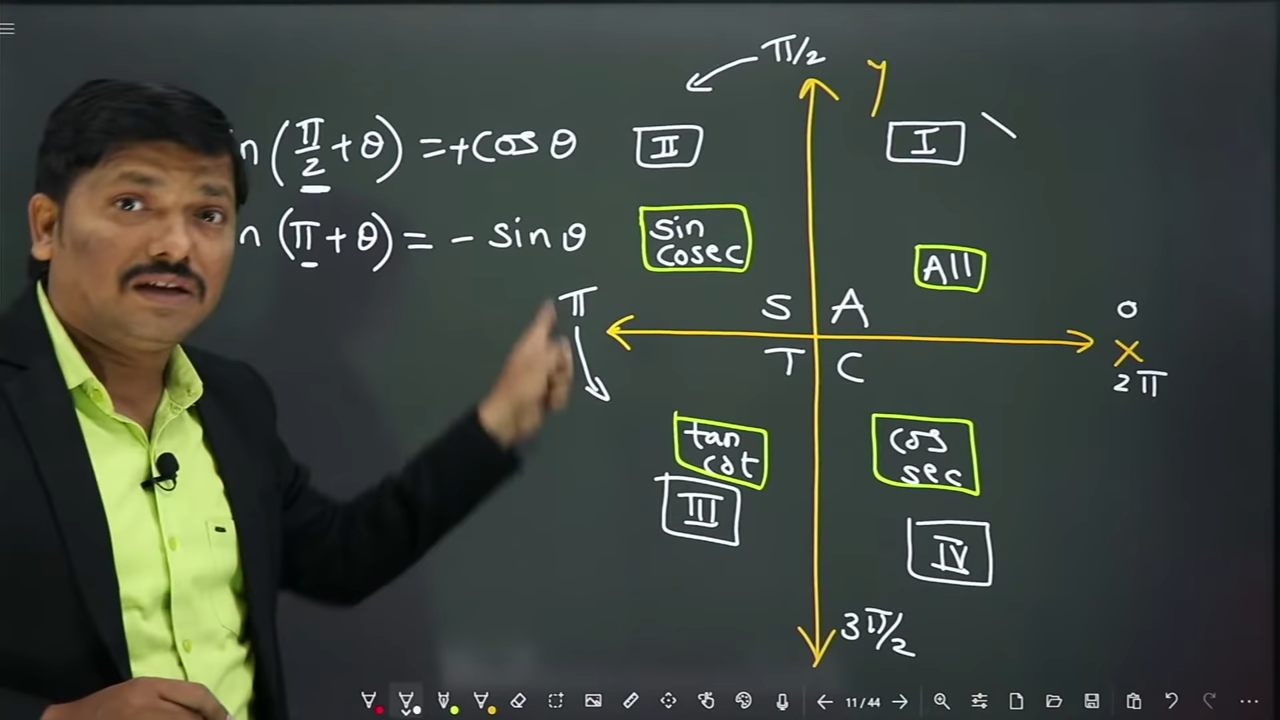 π/2
y
n (π/2 + θ) = + cos θ
II
I
n (π + θ) = - sin θ
sin
cosec
All
π
S A
0
T C
x
2π
tan
cot
cos
sec
III
IV
3π/2
11/44